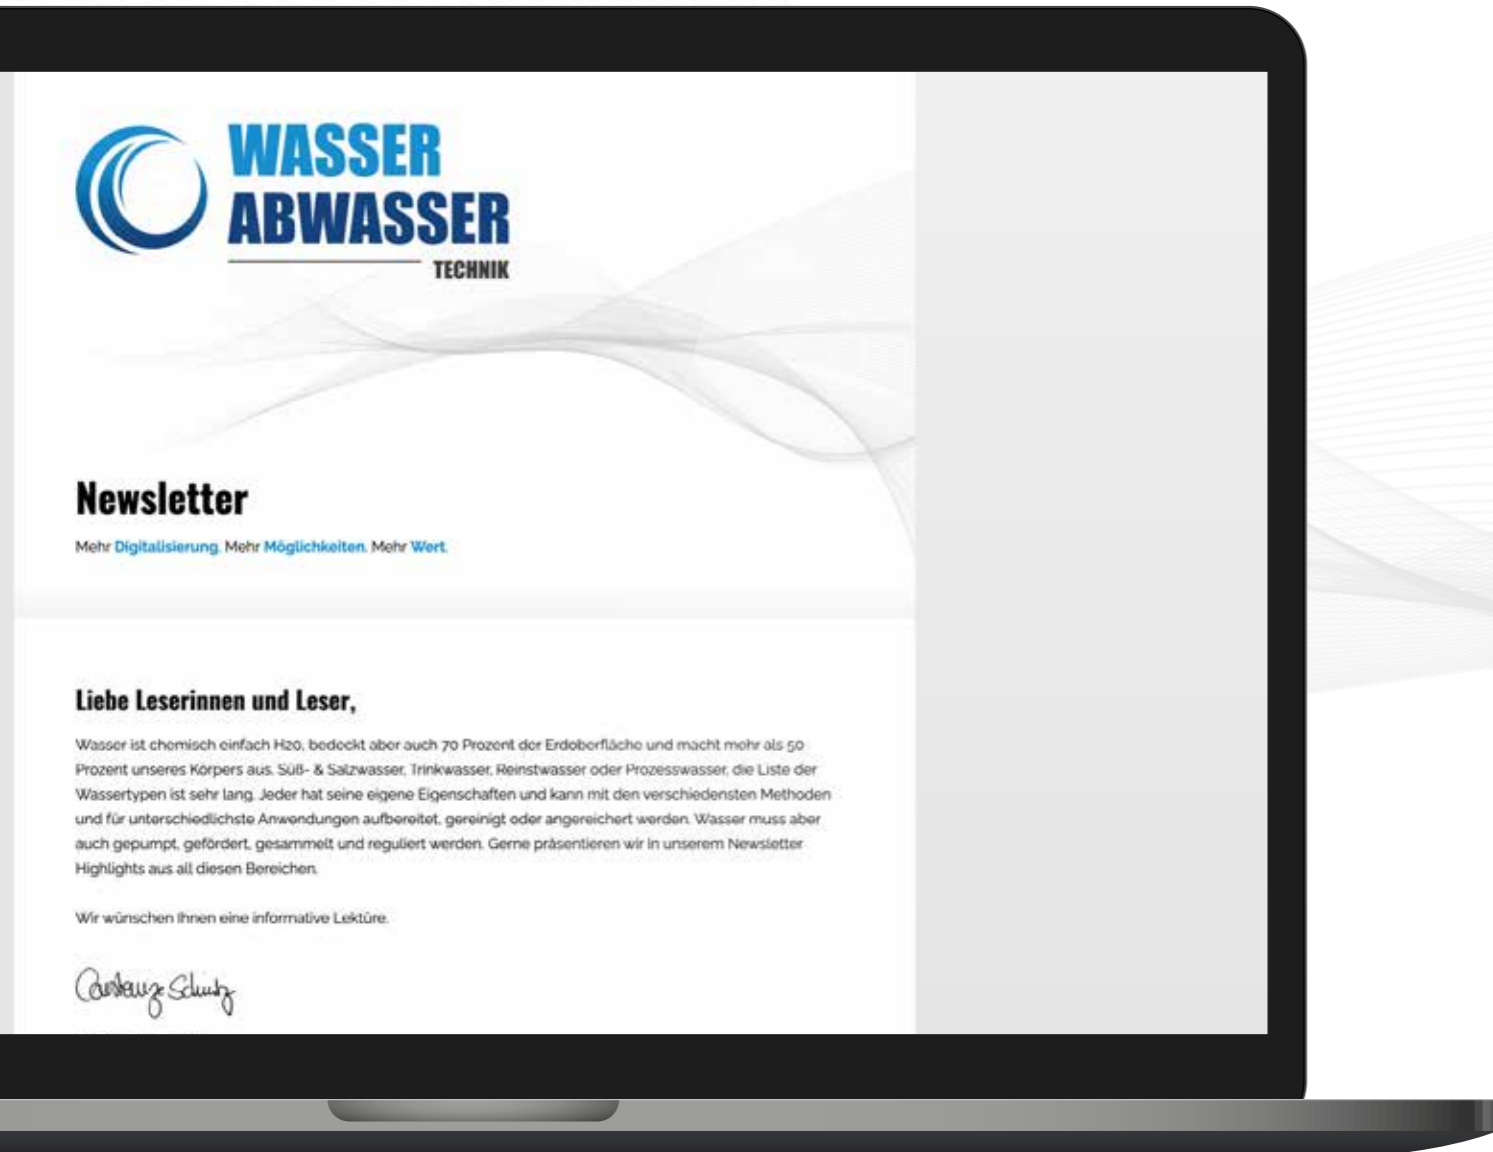 WASSER
ABWASSER
TECHNIK
Newsletter
Mehr Digitalisierung. Mehr Möglichkeiten. Mehr Wert.
Liebe Leserinnen und Leser,
Wasser ist chemisch einfach H2o, bedeckt aber auch 70 Prozent der Erdoberfläche und macht mehr als 50
Prozent unseres Körpers aus. Süß- & Salzwasser, Trinkwasser, Reinstwasser oder Prozesswasser, die Liste der
Wassertypen ist sehr lang. Jeder hat seine eigene Eigenschaften und kann mit den verschiedensten Methoden
und für unterschiedlichste Anwendungen aufbereitet, gereinigt oder angereichert werden. Wasser muss aber
auch gepumpt, gefördert, gesammelt und reguliert werden. Gerne präsentieren wir in unserem Newsletter
Highlights aus all diesen Bereichen.
Wir wünschen Ihnen eine informative Lektüre.